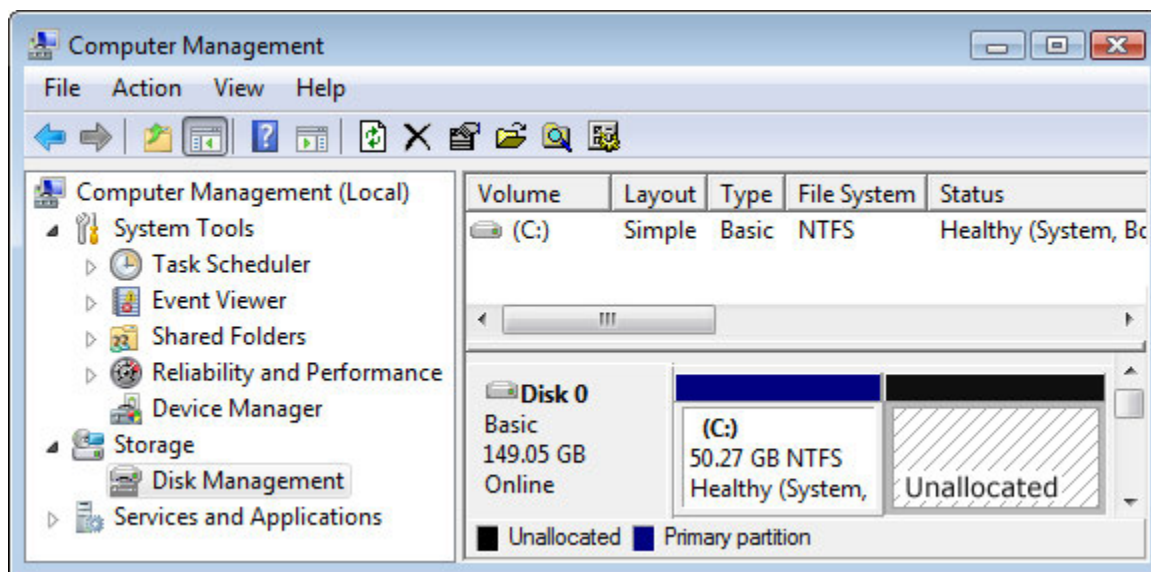 Computer Management
File Action View Help
Computer Management (Local)
System Tools
Task Scheduler
Event Viewer
Shared Folders
Reliability and Performance
Device Manager
Storage
Disk Management
Services and Applications
Volume Layout Type File System Status
(C:) Simple Basic NTFS Healthy (System, Bo
Disk 0
Basic
149.05 GB
Online
(C:)
50.27 GB NTFS
Healthy (System,
Unallocated
Unallocated Primary partition